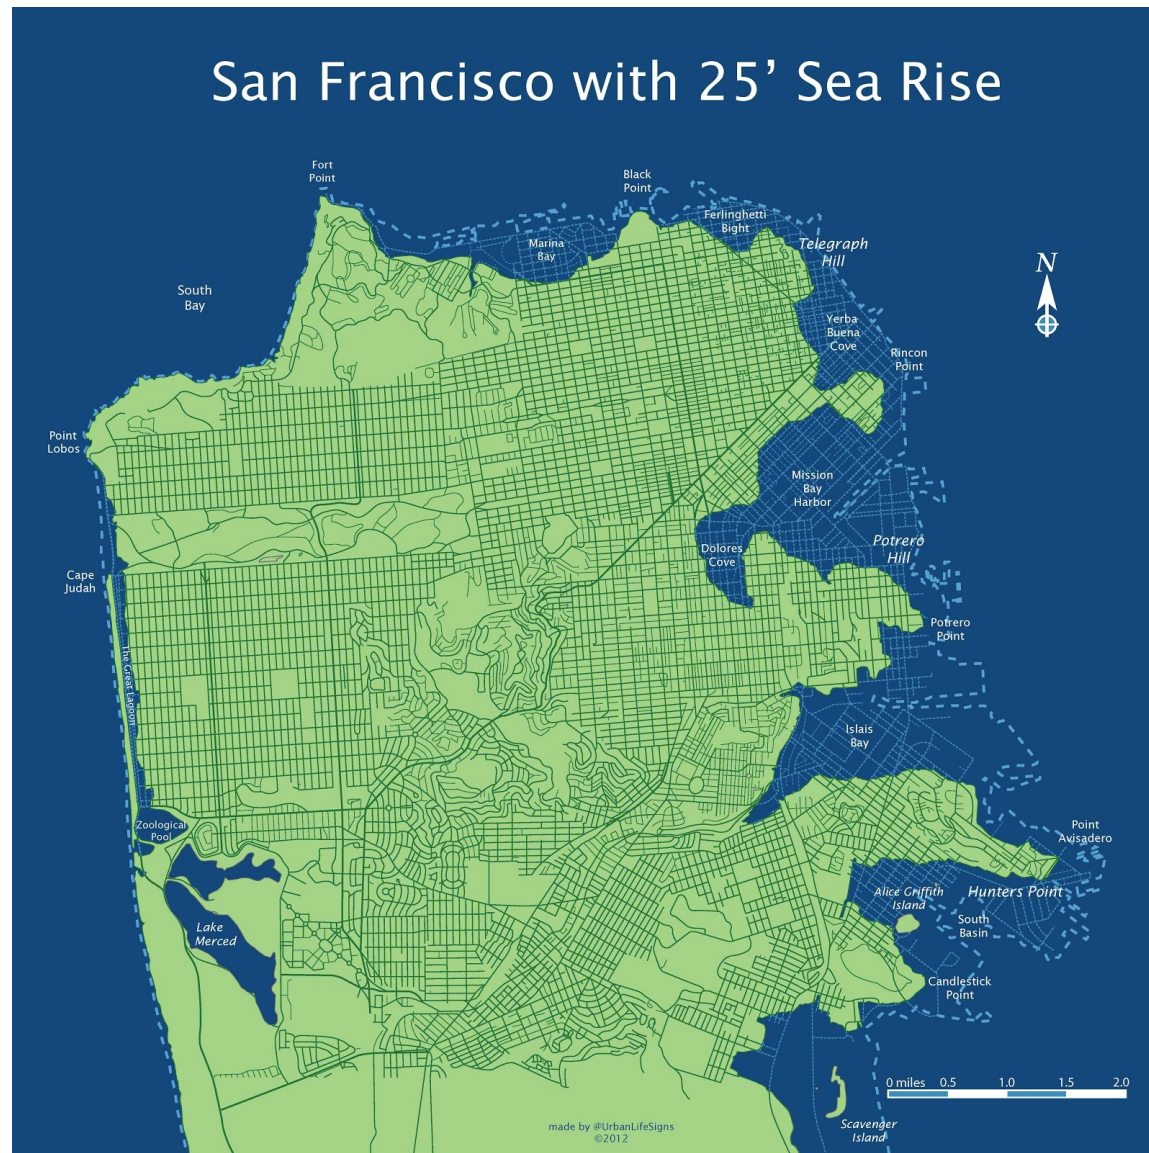 San Francisco with 25’ Sea Rise
Fort
Point
Black
Point
Ferlinghetti
Bight
Marina
Bay
Telegraph
Hill
N
South
Bay
Yerba
Buena
Cove
Rincon
Point
Point
Lobos
Mission
Bay
Harbor
Dolores
Cove
Potrero
Hill
Cape
Judah
Potrero
Point
The Great Lagoon
Islais
Bay
Zoological
Pool
Point
Avisadero
Alice Griffith
Island
Hunters Point
South
Basin
Lake
Merced
Candlestick
Point
0 miles 0.5 1.0 1.5 2.0
Scavenger
Island
made by @UrbanLifeSigns
©2012